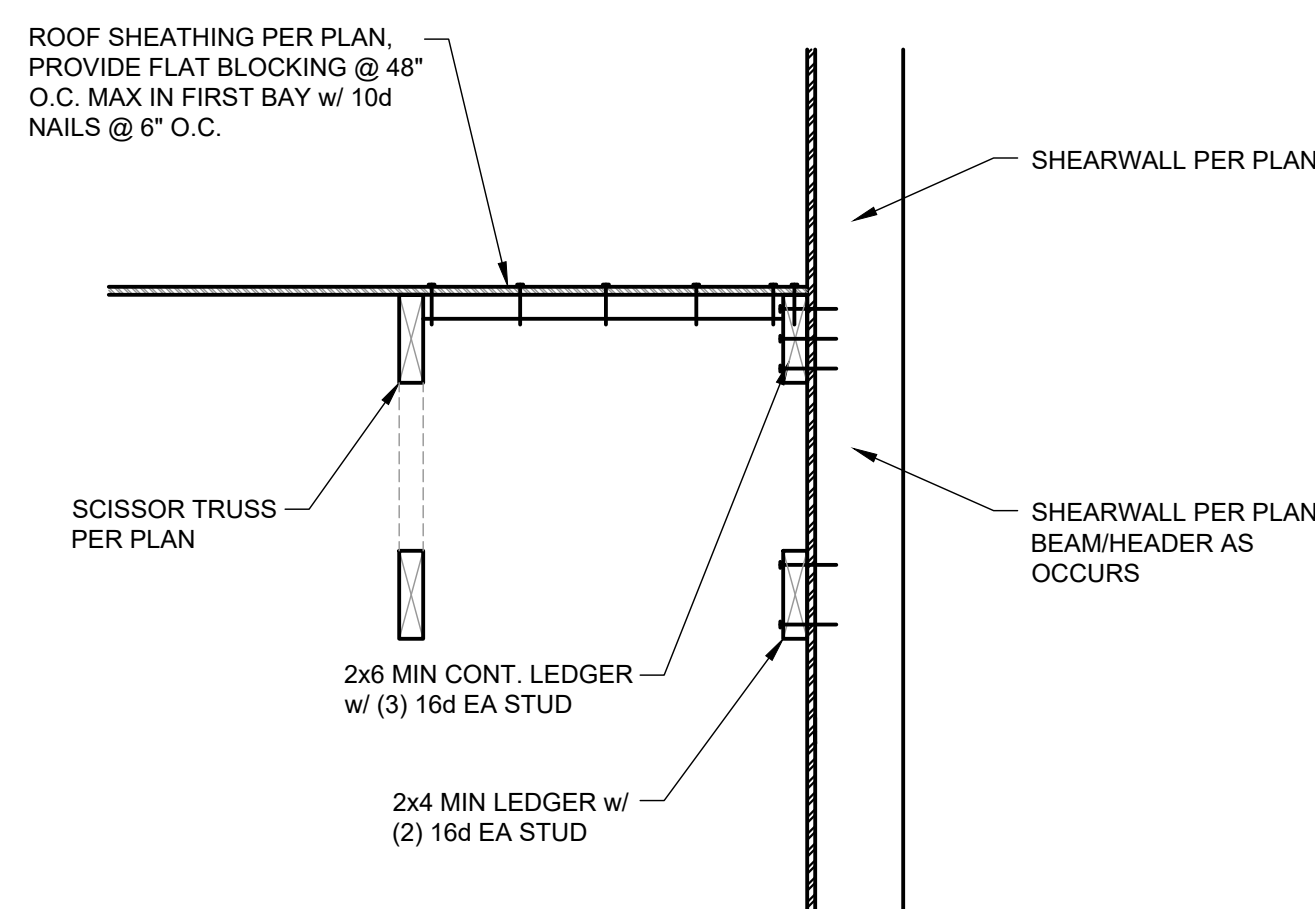 ROOF SHEATHING PER PLAN,
PROVIDE FLAT BLOCKING @ 48"
O.C. MAX IN FIRST BAY w/ 10d
NAILS @ 6" O.C.
SHEARWALL PER PLAN
SCISSOR TRUSS
PER PLAN
SHEARWALL PER PLAN
BEAM/HEADER AS
OCCURS
2x6 MIN CONT. LEDGER
w/ (3) 16d EA STUD
2x4 MIN LEDGER w/
(2) 16d EA STUD